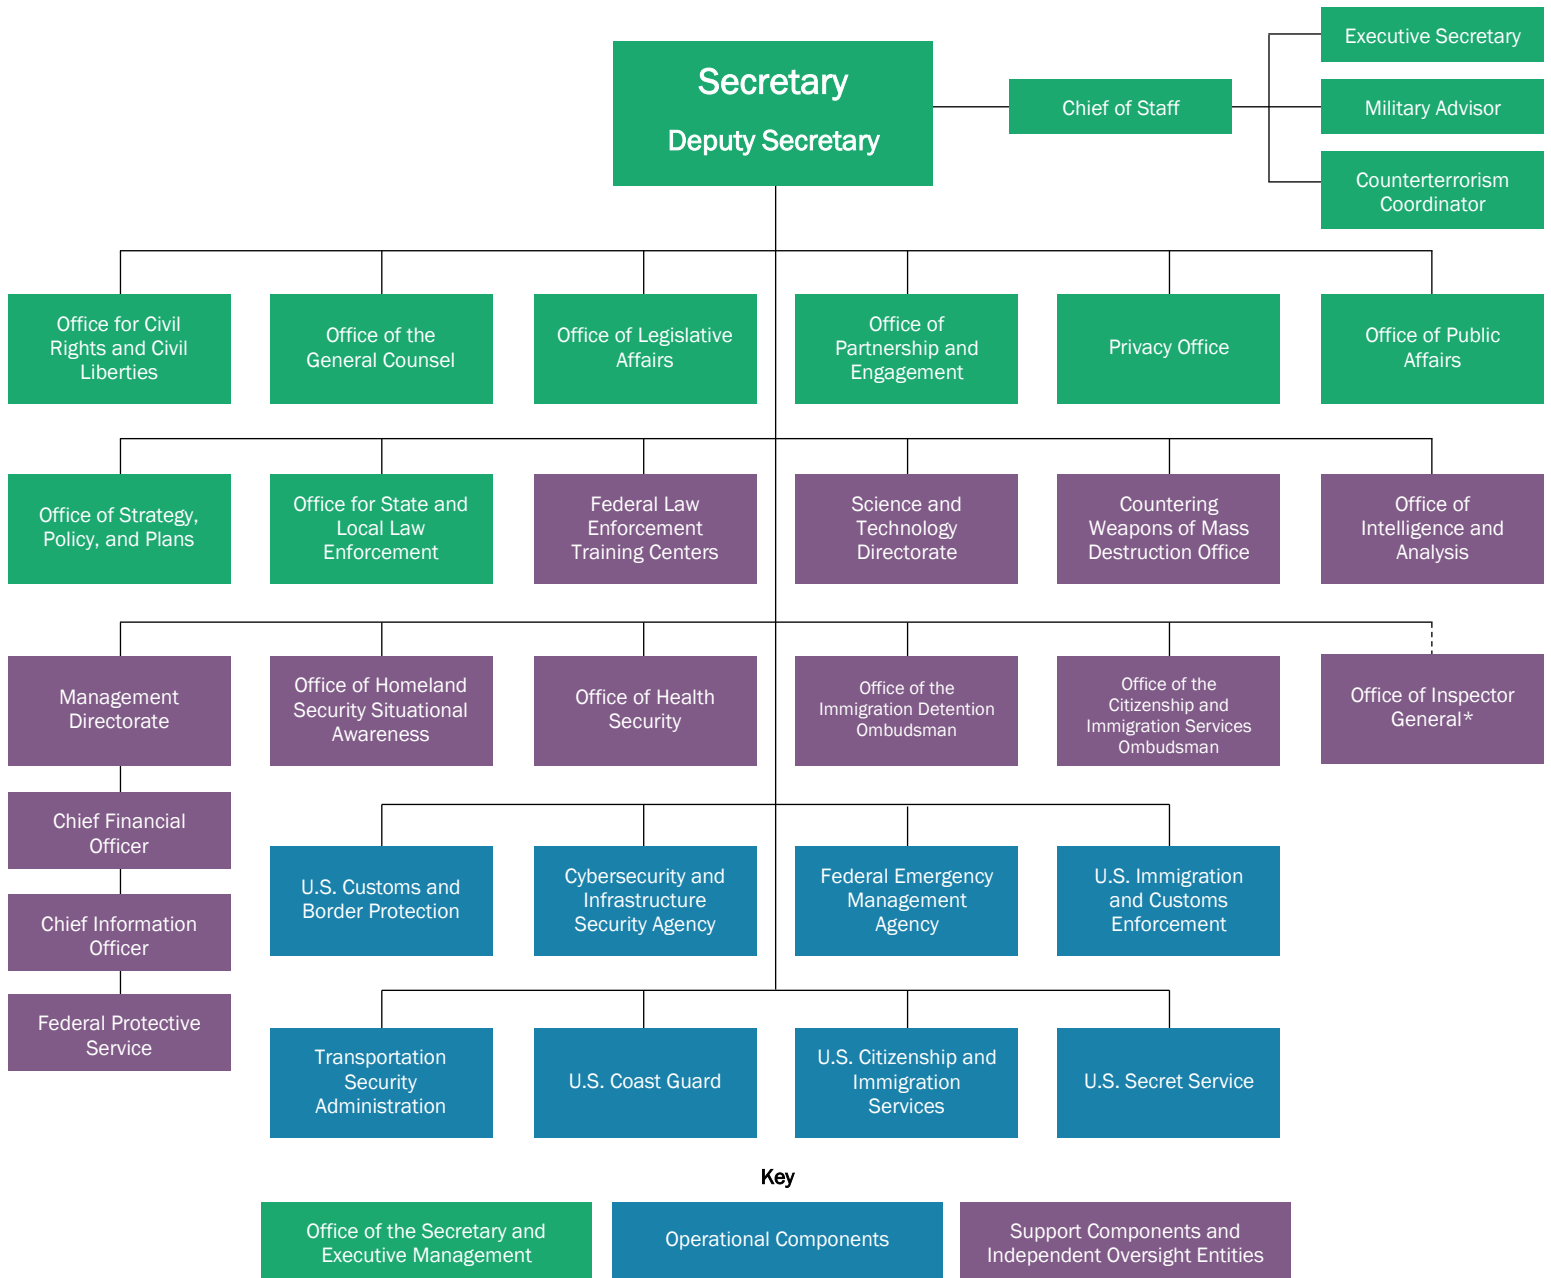 Secretary
Deputy Secretary
Chief of Staff
Executive Secretary
Military Advisor
Counterterrorism
Coordinator
Office for Civil
Rights and Civil
Liberties
Office of the
General Counsel
Office of Legislative
Affairs
Office of
Partnership and
Engagement
Privacy Office
Office of Public
Affairs
Office of Strategy,
Policy, and Plans
Office for State and
Local Law
Enforcement
Federal Law
Enforcement
Training Centers
Science and
Technology
Directorate
Countering
Weapons of Mass
Destruction Office
Office of
Intelligence and
Analysis
Management
Directorate
Office of Homeland
Security Situational
Awareness
Office of Health
Security
Office of the
Immigration Detention
Ombudsman
Office of the
Citizenship and
Immigration Services
Ombudsman
Office of Inspector
General*
Chief Financial
Officer
Chief Information
Officer
Federal Protective
Service
U.S. Customs and
Border Protection
Cybersecurity and
Infrastructure
Security Agency
Federal Emergency
Management
Agency
U.S. Immigration
and Customs
Enforcement
Transportation
Security
Administration
U.S. Coast Guard
U.S. Citizenship and
Immigration
Services
U.S. Secret Service
Key
Office of the Secretary and
Executive Management
Operational Components
Support Components and
Independent Oversight Entities